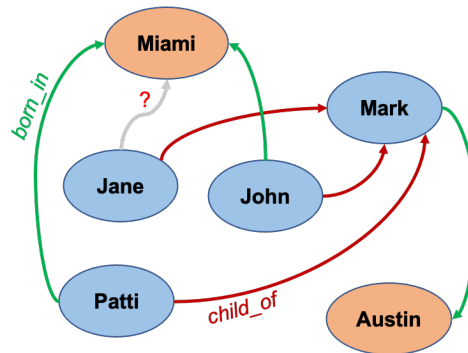 Miami
born_in
?
Mark
Jane
John
Patti
child_of
Austin